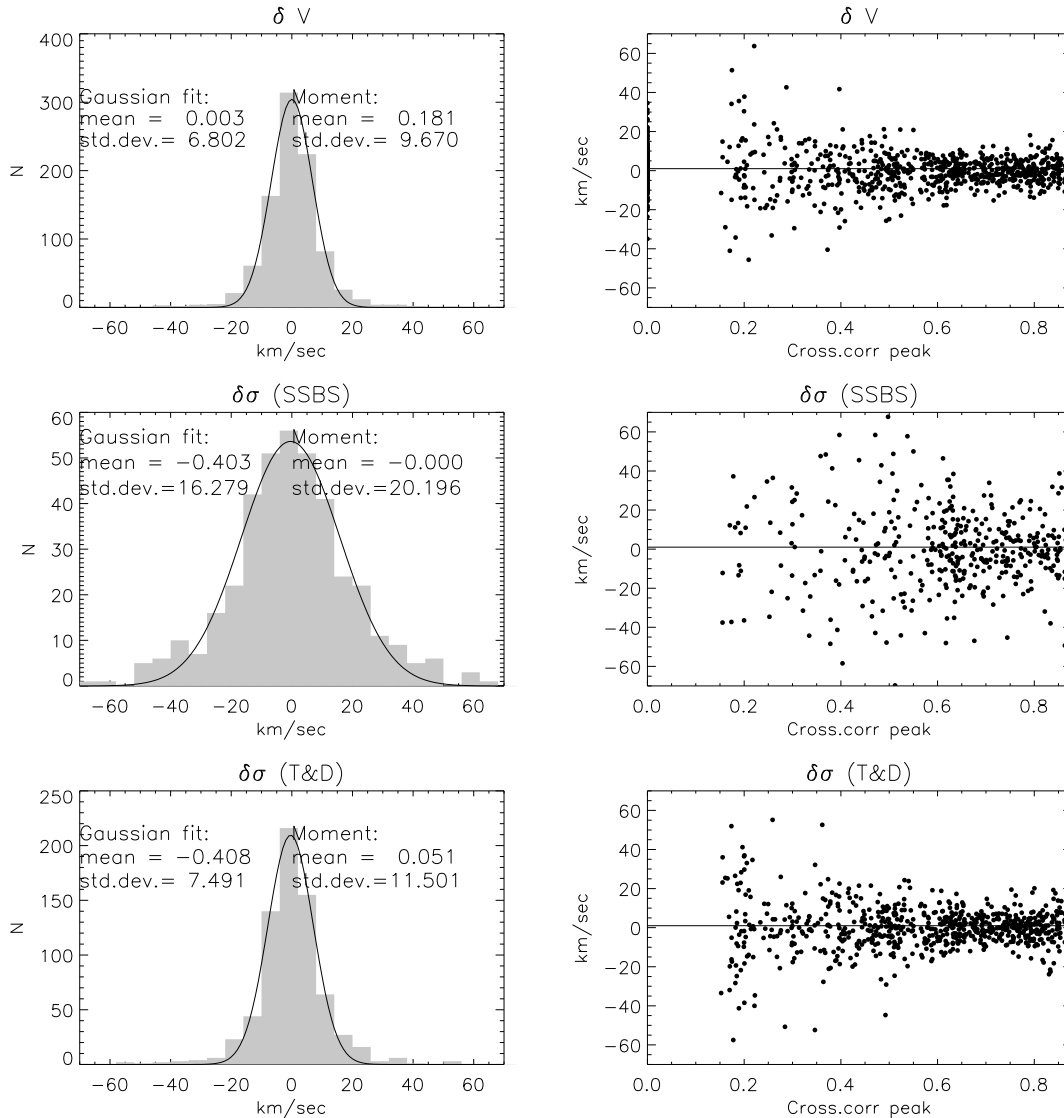 δ V
400
300
200
100
0
N
Gaussian fit:
mean = 0.003
std.dev.= 6.802
Moment:
mean = 0.181
std.dev.= 9.670
−60 −40 −20 0 20 40 60
km/sec
δ V
60
40
20
0
−20
−40
−60
km/sec
0.0 0.2 0.4 0.6 0.8
Cross.corr peak
δσ (SSBS)
60
50
40
30
20
10
0
N
Gaussian fit:
mean = −0.403
std.dev.=16.279
Moment:
mean = −0.000
std.dev.=20.196
−60 −40 −20 0 20 40 60
km/sec
δσ (SSBS)
60
40
20
0
−20
−40
−60
km/sec
0.0 0.2 0.4 0.6 0.8
Cross.corr peak
δσ (T&D)
250
200
150
100
50
0
N
Gaussian fit:
mean = −0.408
std.dev.= 7.491
Moment:
mean = 0.051
std.dev.=11.501
−60 −40 −20 0 20 40 60
km/sec
δσ (T&D)
60
40
20
0
−20
−40
−60
km/sec
0.0 0.2 0.4 0.6 0.8
Cross.corr peak